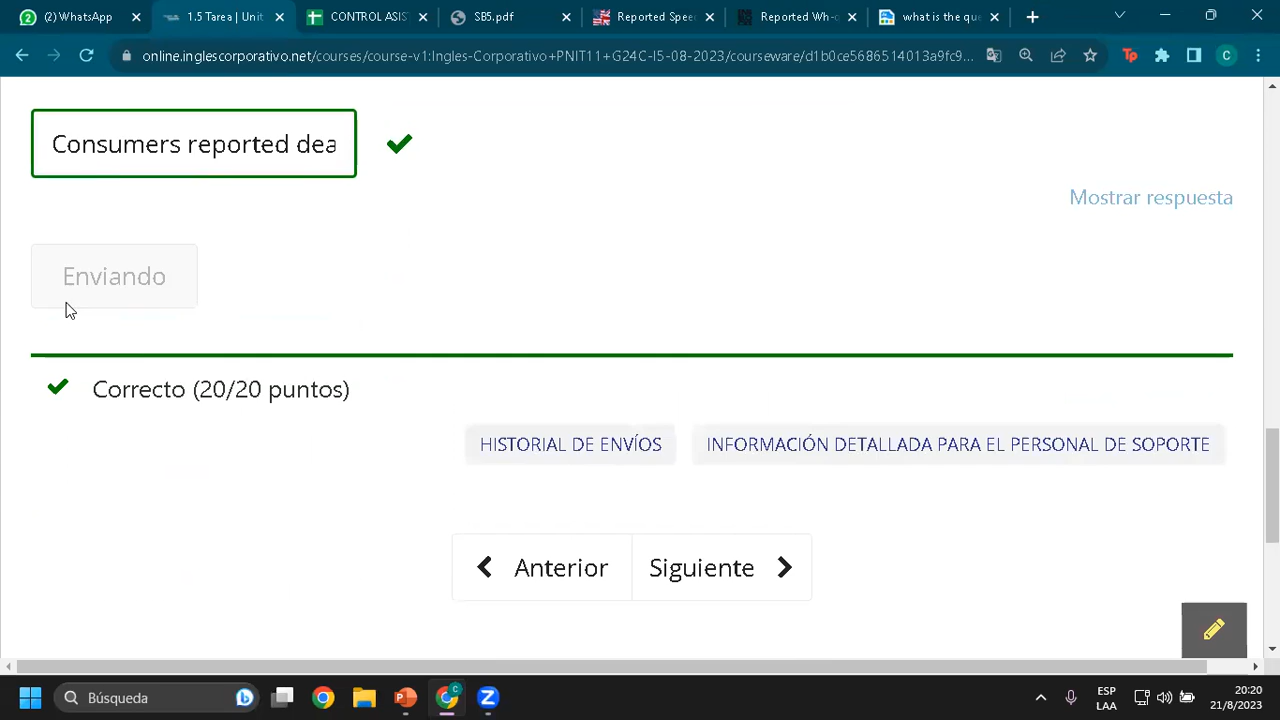 (2) WhatsApp
1.5 Tarea | Unit
CONTROL ASIS
SB5.pdf
Reported Spee
Reported Wh-q
what is the que
online.inglescorporativo.net/courses/course-v1:Ingles-Corporativo+PNIT11+G24C-I5-08-2023/courseware/d1b0ce5686514013a9fc9...
Tp
C
Consumers reported dea
Mostrar respuesta
Enviando
Correcto (20/20 puntos)
HISTORIAL DE ENVÍOS
INFORMACIÓN DETALLADA PARA EL PERSONAL DE SOPORTE
Anterior
Siguiente
Búsqueda
ESP
LAA
20:20
21/8/2023